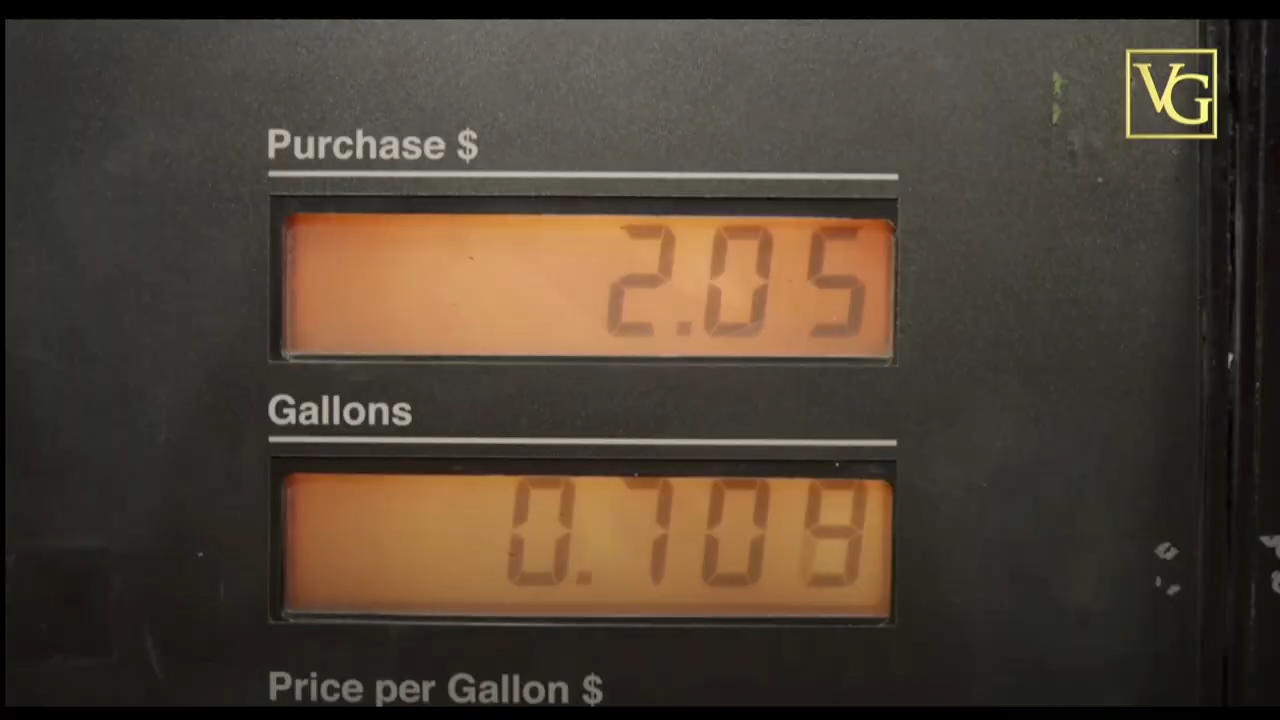 VG
Purchase $
2.05
Gallons
0.709
Price per Gallon $